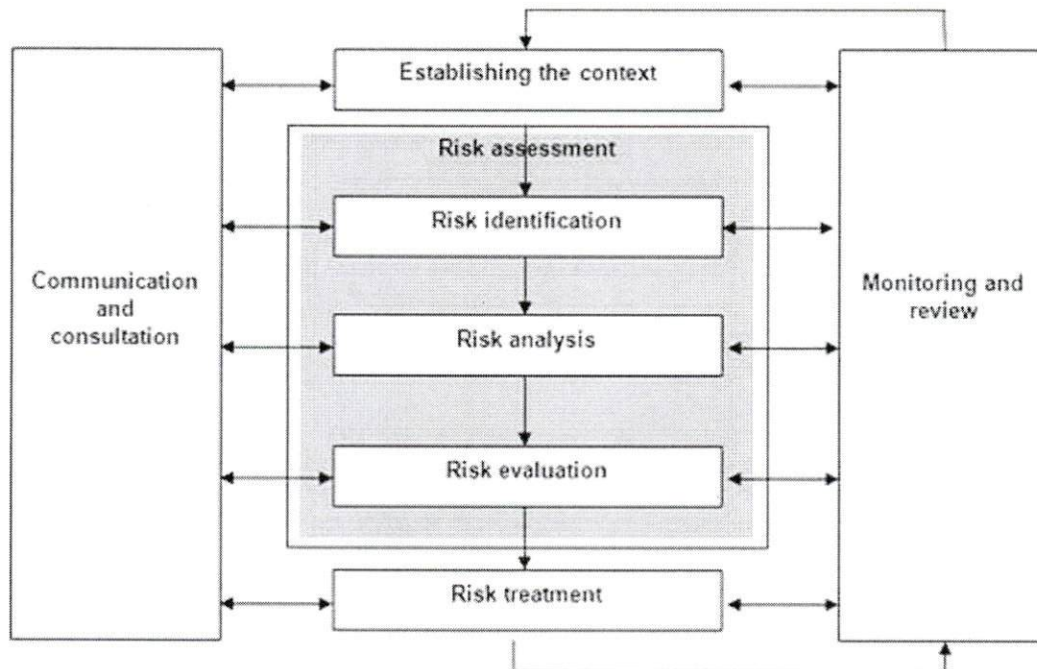 Establishing the context
Risk assessment
Risk identification
Communication
and
consultation
Monitoring and
review
Risk analysis
Risk evaluation
Risk treatment